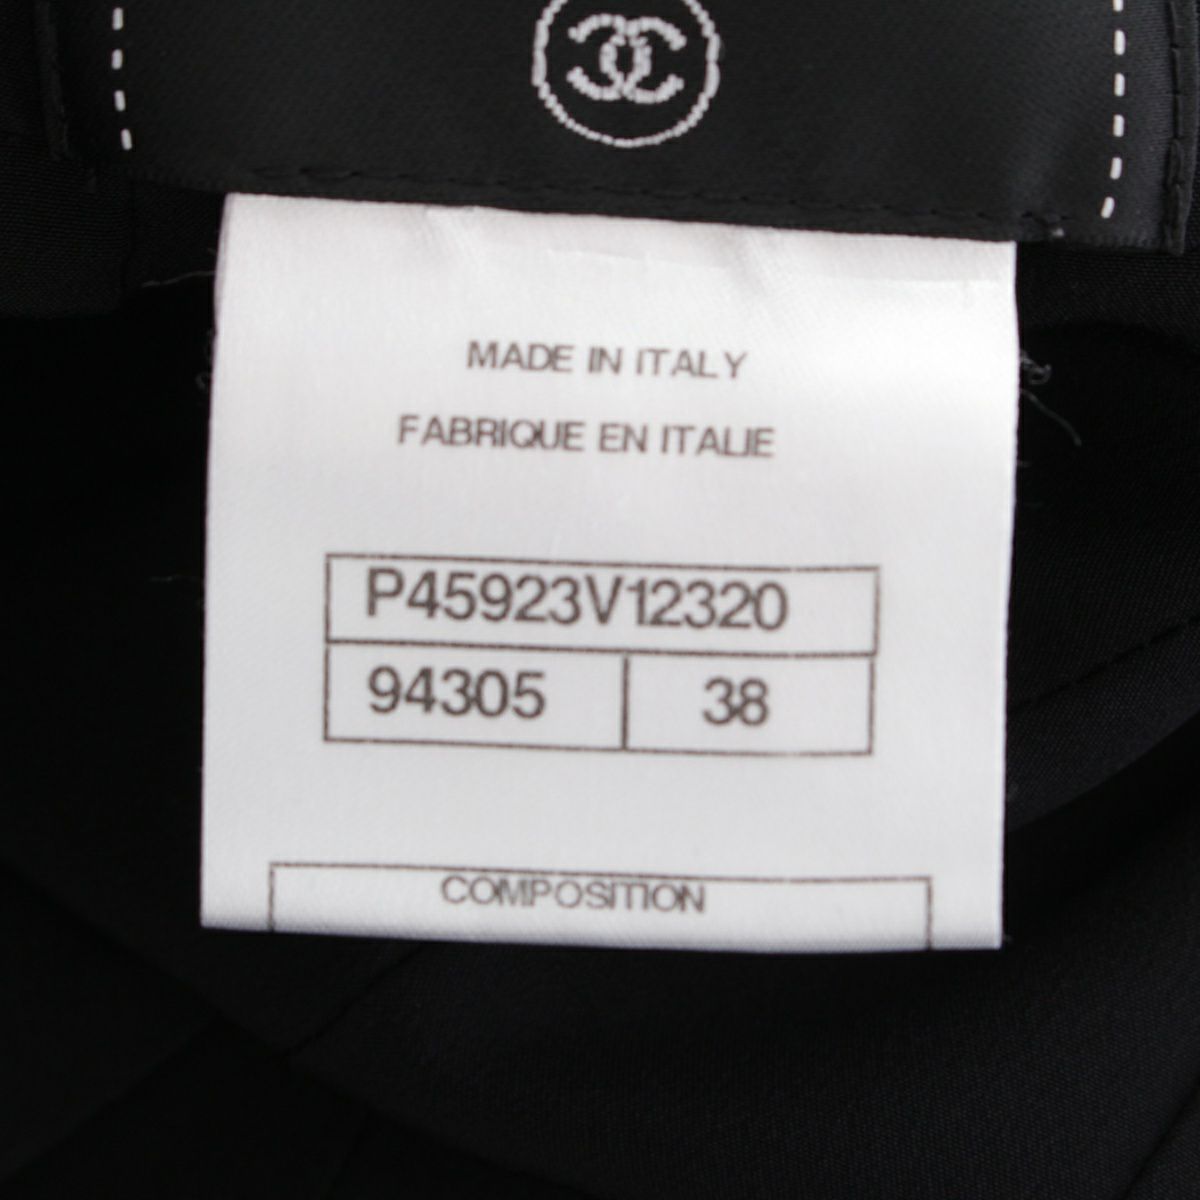 MADE IN ITALY
FABRIQUE EN ITALIE
P45923V12320
94305 38
COMPOSITION